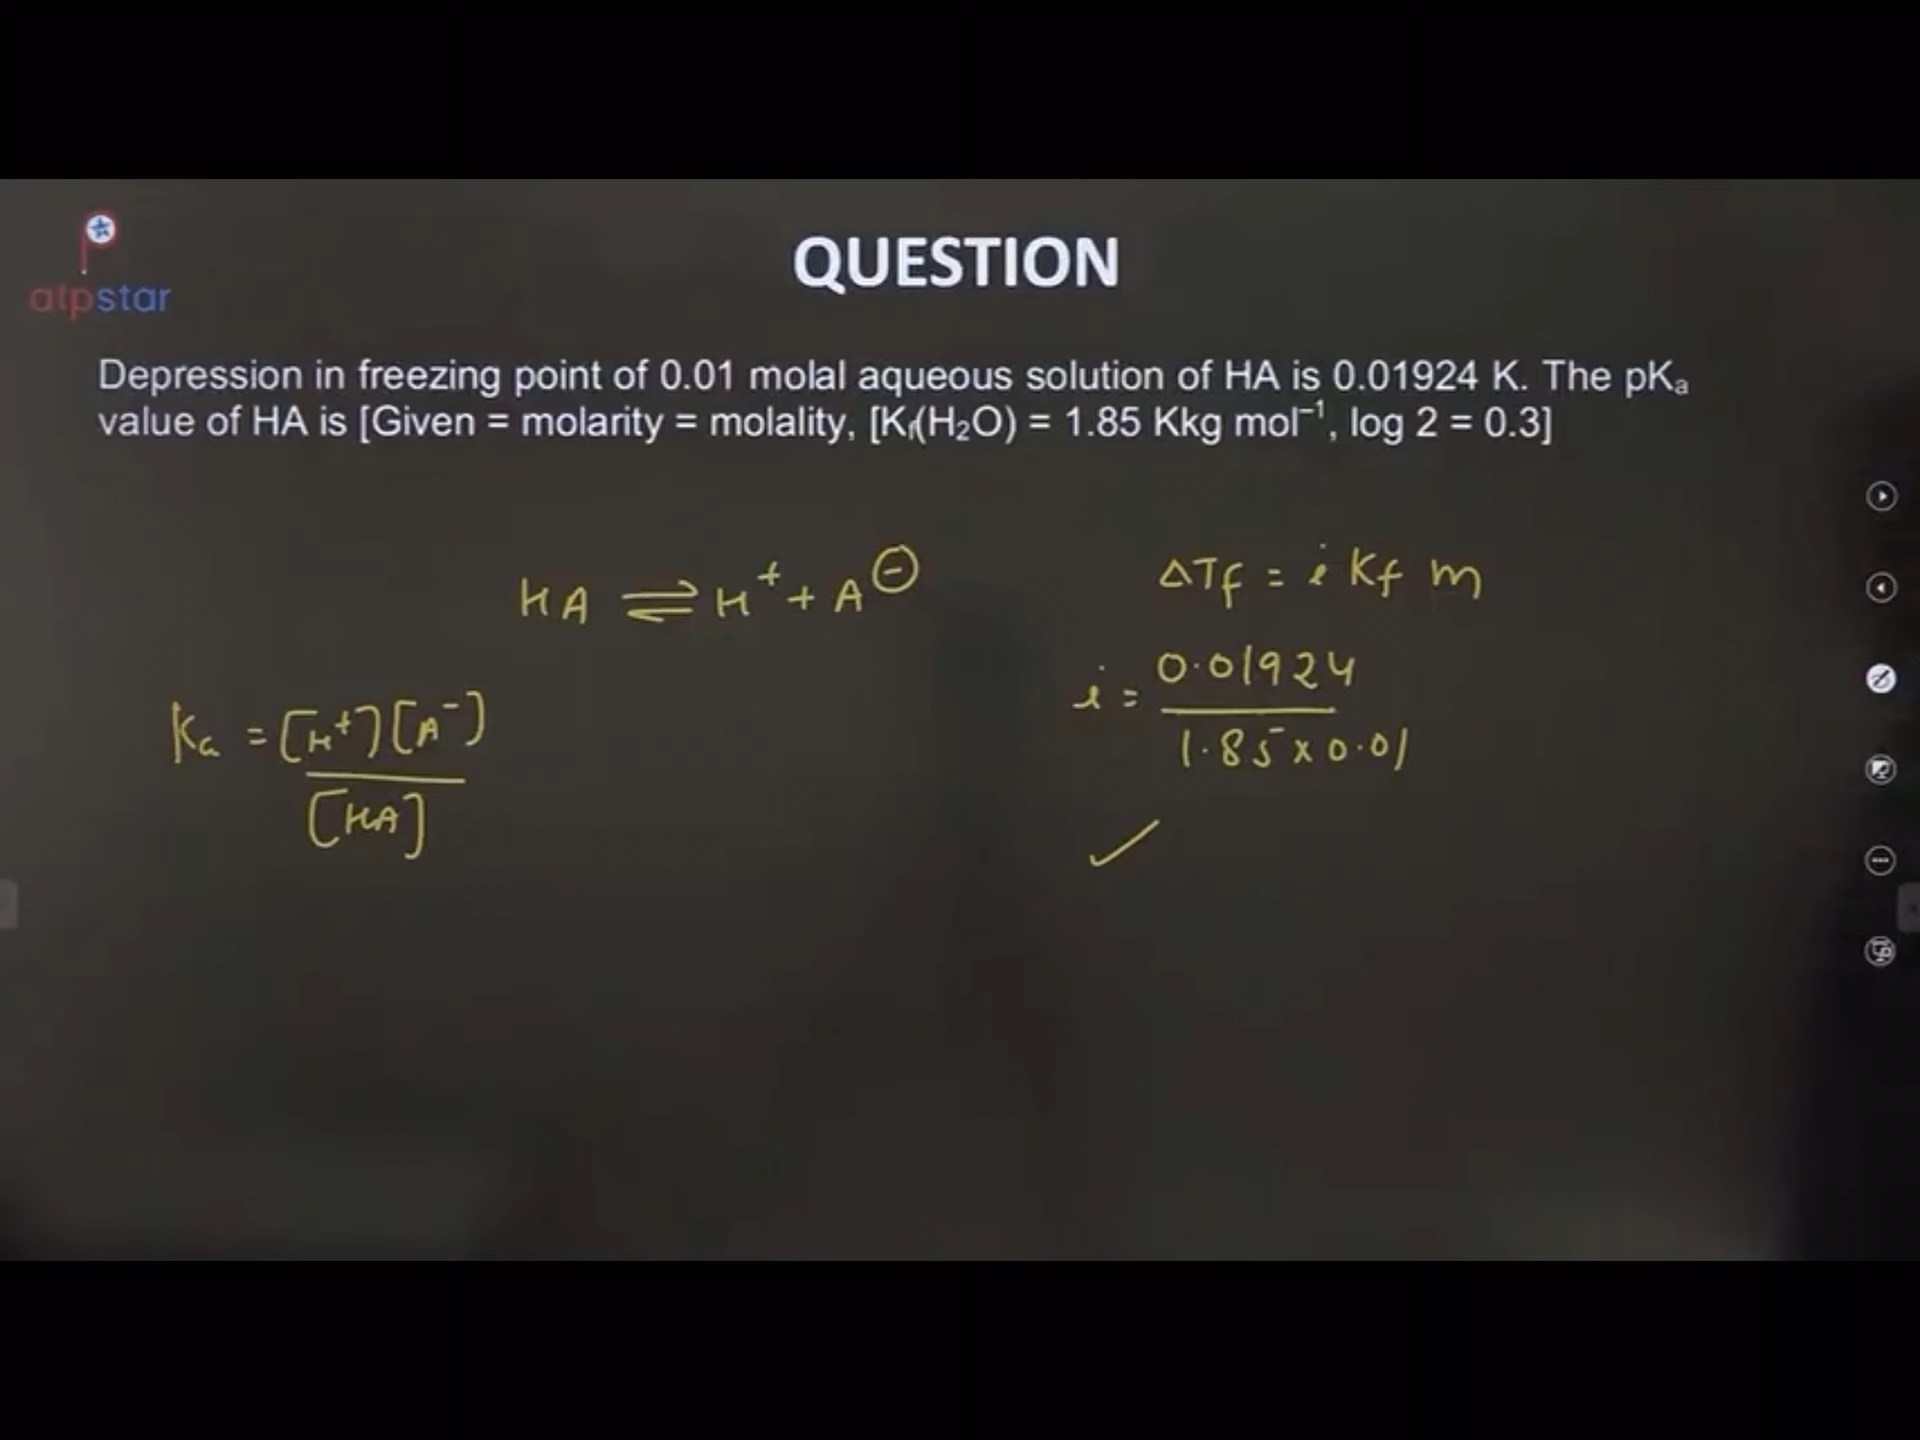 atpstar
QUESTION
Depression in freezing point of 0.01 molal aqueous solution of HA is 0.01924 K. The pKₐ
value of HA is [Given = molarity = molality, [K_f(H₂O) = 1.85 Kkg mol⁻¹, log 2 = 0.3]
HA ⇌ H⁺ + A⊖
ΔTf = i Kf m
i = 0.01924
1.85 × 0.01
Ka = [H⁺][A⁻]
[HA]